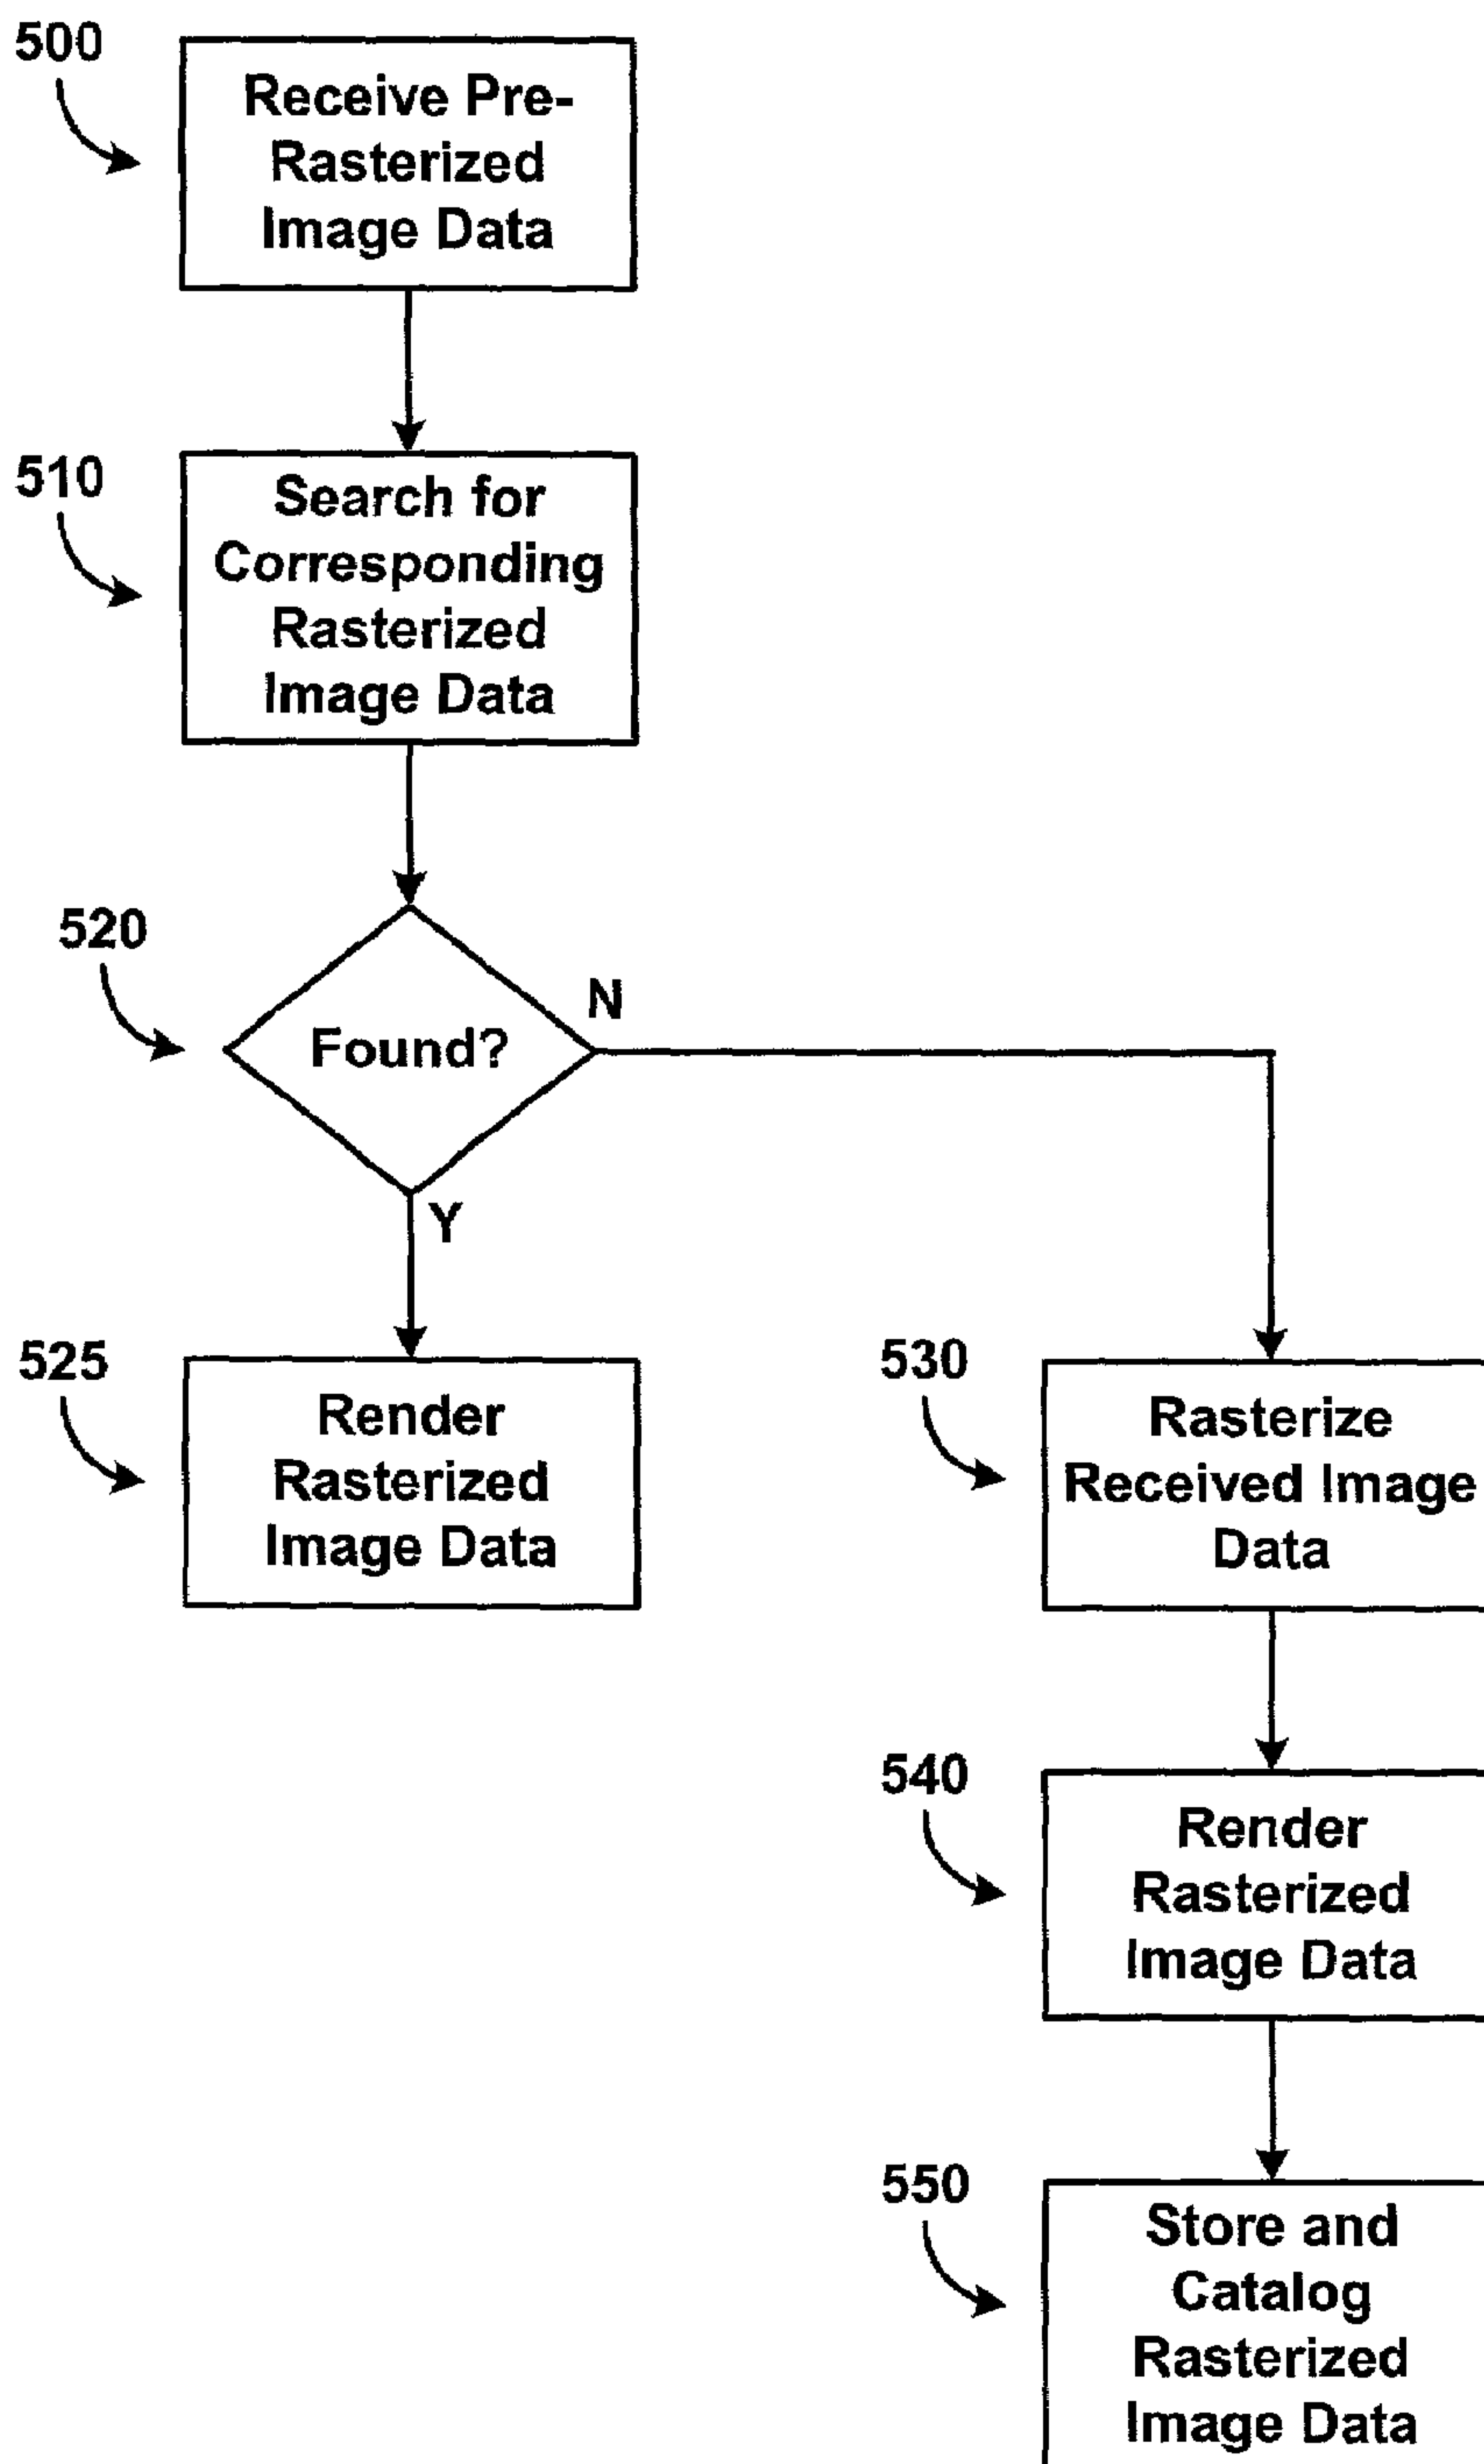 500
Receive Pre-
Rasterized
Image Data
510
Search for
Corresponding
Rasterized
Image Data
520
Found?
N
Y
525
Render
Rasterized
Image Data
530
Rasterize
Received Image
Data
540
Render
Rasterized
Image Data
550
Store and
Catalog
Rasterized
Image Data